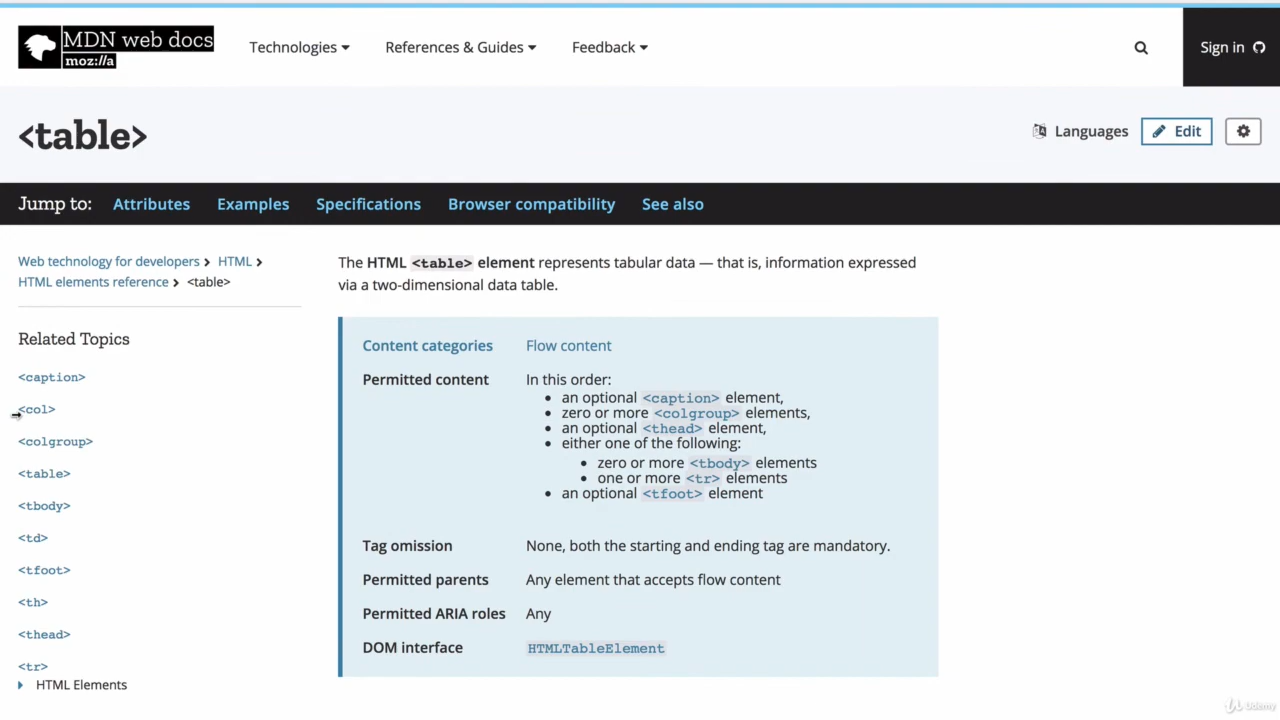 MDN web docs
moz://a
Technologies
References & Guides
Feedback
Sign in
<table>
Languages
Edit
Jump to:
Attributes
Examples
Specifications
Browser compatibility
See also
Web technology for developers
HTML
HTML elements reference
<table>
Related Topics
<caption>
<col>
<colgroup>
<table>
<tbody>
<td>
<tfoot>
<th>
<thead>
<tr>
HTML Elements
The HTML <table> element represents tabular data — that is, information expressed
via a two-dimensional data table.
Content categories
Flow content
Permitted content
In this order:
an optional <caption> element,
zero or more <colgroup> elements,
an optional <thead> element,
either one of the following:
zero or more <tbody> elements
one or more <tr> elements
an optional <tfoot> element
Tag omission
None, both the starting and ending tag are mandatory.
Permitted parents
Any element that accepts flow content
Permitted ARIA roles
Any
DOM interface
HTMLTableElement
Udemy